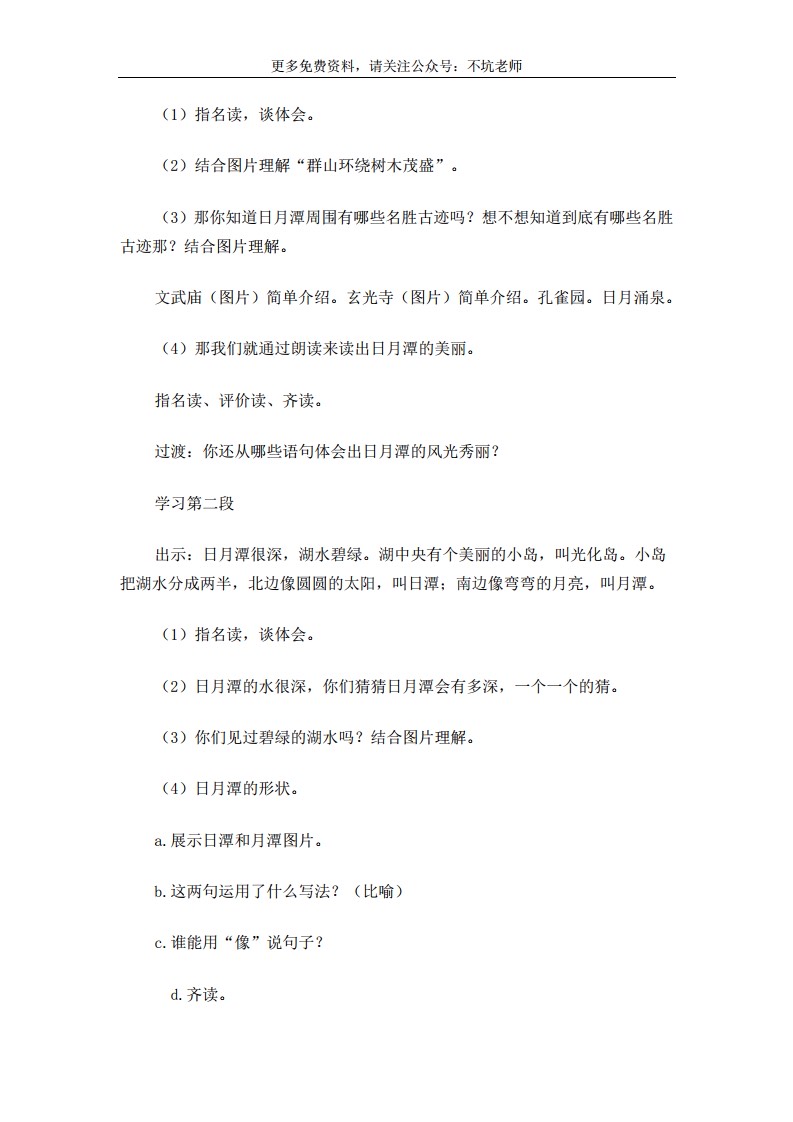 更多免费资料，请关注公众号：不坑老师
（1）指名读，谈体会。
（2）结合图片理解“群山环绕树木茂盛”。
（3）那你知道日月潭周围有哪些名胜古迹吗？想不想知道到底有哪些名胜
古迹那？结合图片理解。
文武庙（图片）简单介绍。玄光寺（图片）简单介绍。孔雀园。日月涌泉。
（4）那我们就通过朗读来读出日月潭的美丽。
指名读、评价读、齐读。
过渡：你还从哪些语句体会出日月潭的风光秀丽？
学习第二段
出示：日月潭很深，湖水碧绿。湖中央有个美丽的小岛，叫光化岛。小岛
把湖水分成两半，北边像圆圆的太阳，叫日潭；南边像弯弯的月亮，叫月潭。
（1）指名读，谈体会。
（2）日月潭的水很深，你们猜猜日月潭会有多深，一个一个的猜。
（3）你们见过碧绿的湖水吗？结合图片理解。
（4）日月潭的形状。
a.展示日潭和月潭图片。
b.这两句运用了什么写法？（比喻）
c.谁能用“像”说句子？
d.齐读。